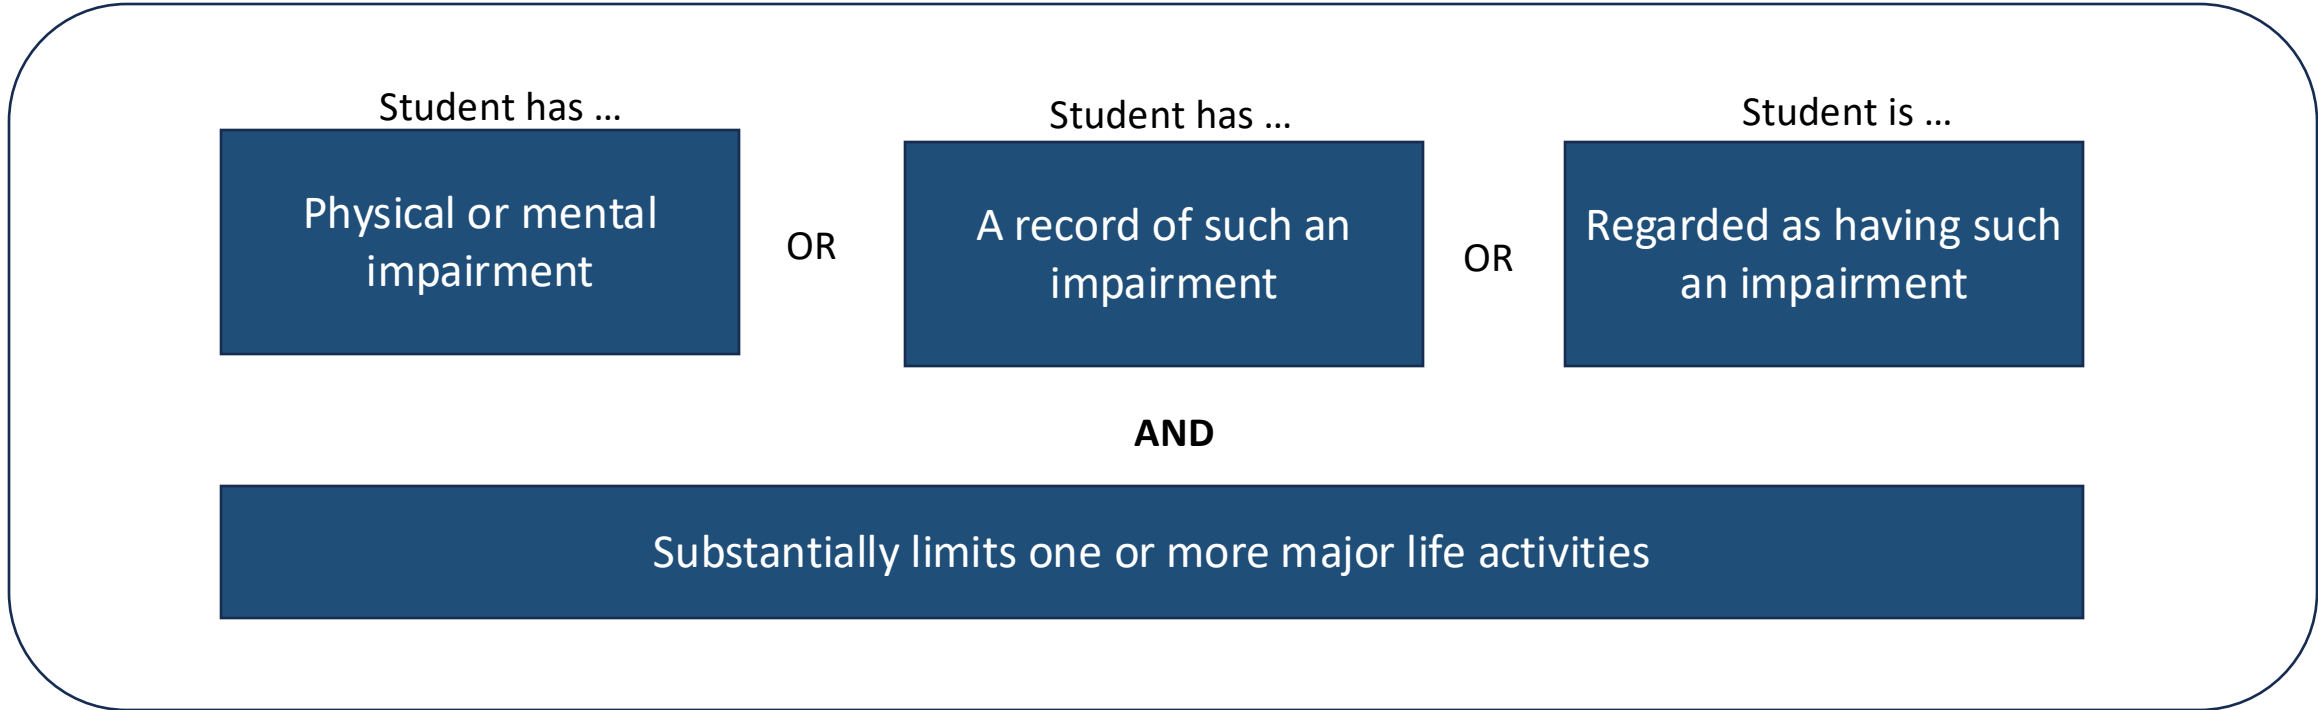 Student has ...
Physical or mental
impairment
OR
Student has ...
A record of such an
impairment
OR
Student is ...
Regarded as having such
an impairment
AND
Substantially limits one or more major life activities